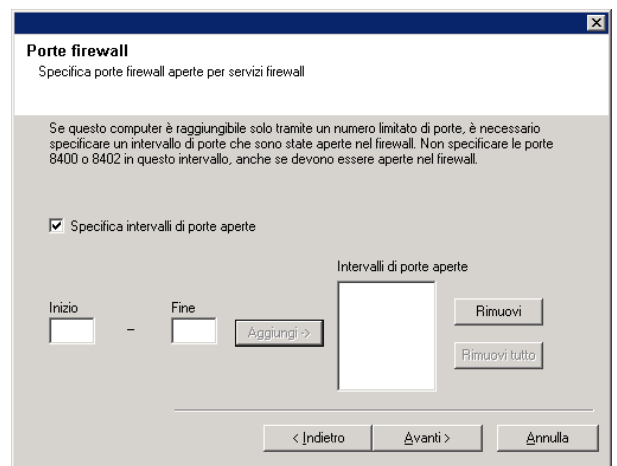 Porte firewall
Specifica porte firewall aperte per servizi firewall
Se questo computer è raggiungibile solo tramite un numero limitato di porte, è necessario
specificare un intervallo di porte che sono state aperte nel firewall. Non specificare le porte
8400 o 8402 in questo intervallo, anche se devono essere aperte nel firewall.
Specifica intervalli di porte aperte
Intervalli di porte aperte
Inizio
Fine
–
Aggiungi ->
Rimuovi
Rimuovi tutto
< Indietro
Avanti >
Annulla